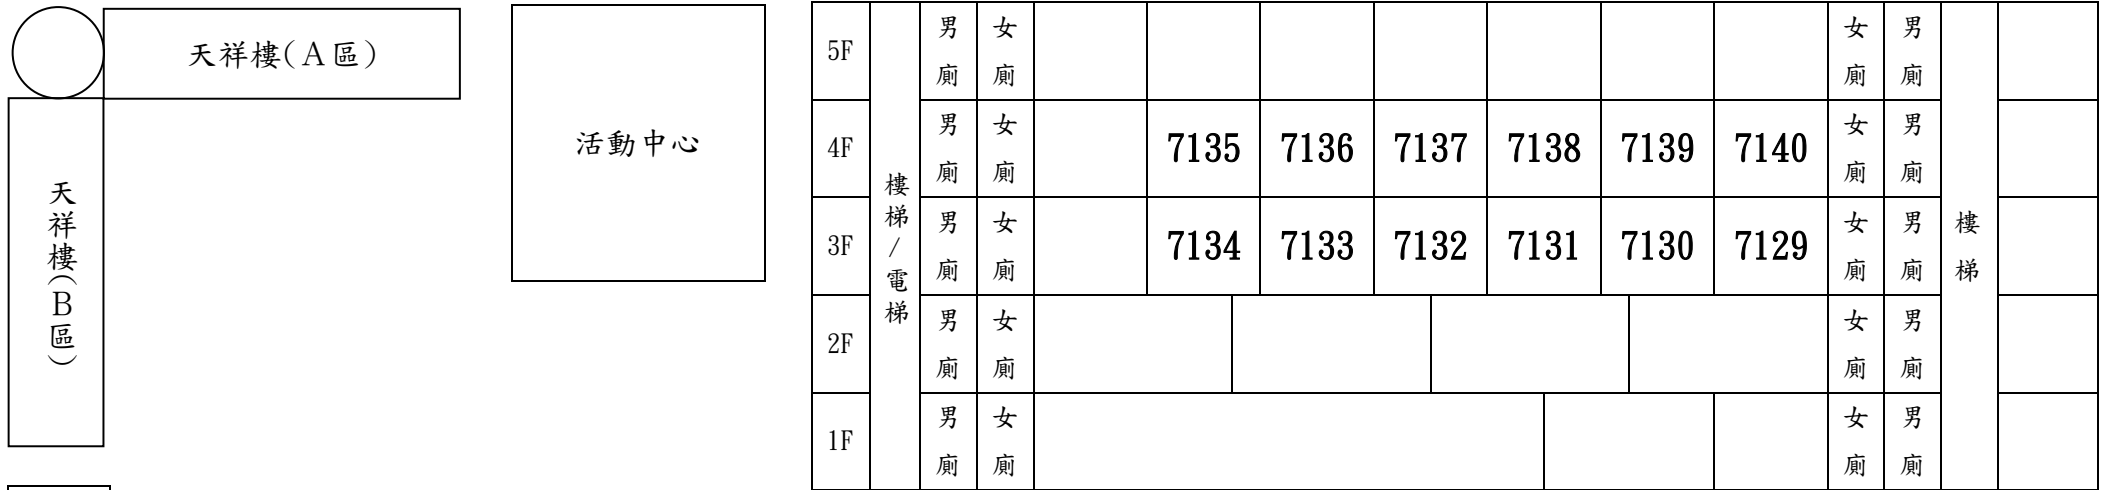 天祥樓(A區)
天祥樓(B區)
活動中心
5F 男廁 女廁 女廁 男廁
4F 男廁 女廁 7135 7136 7137 7138 7139 7140 女廁 男廁
樓梯/電梯
3F 男廁 女廁 7134 7133 7132 7131 7130 7129 女廁 男廁
樓梯
2F 男廁 女廁 女廁 男廁
1F 男廁 女廁 女廁 男廁